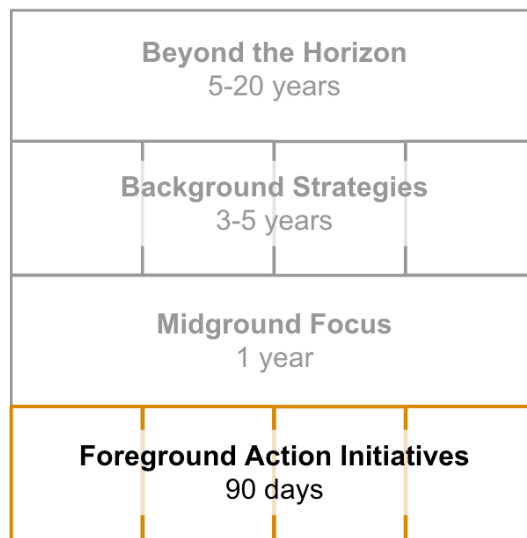 Beyond the Horizon
5-20 years
Background Strategies
3-5 years
Midground Focus
1 year
Foreground Action Initiatives
90 days